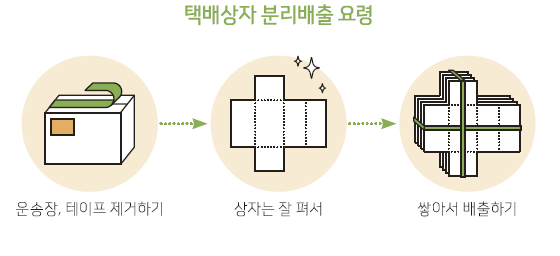 택배상자 분리배출 요령
운송장, 테이프 제거하기
상자는 잘 펴서
쌓아서 배출하기